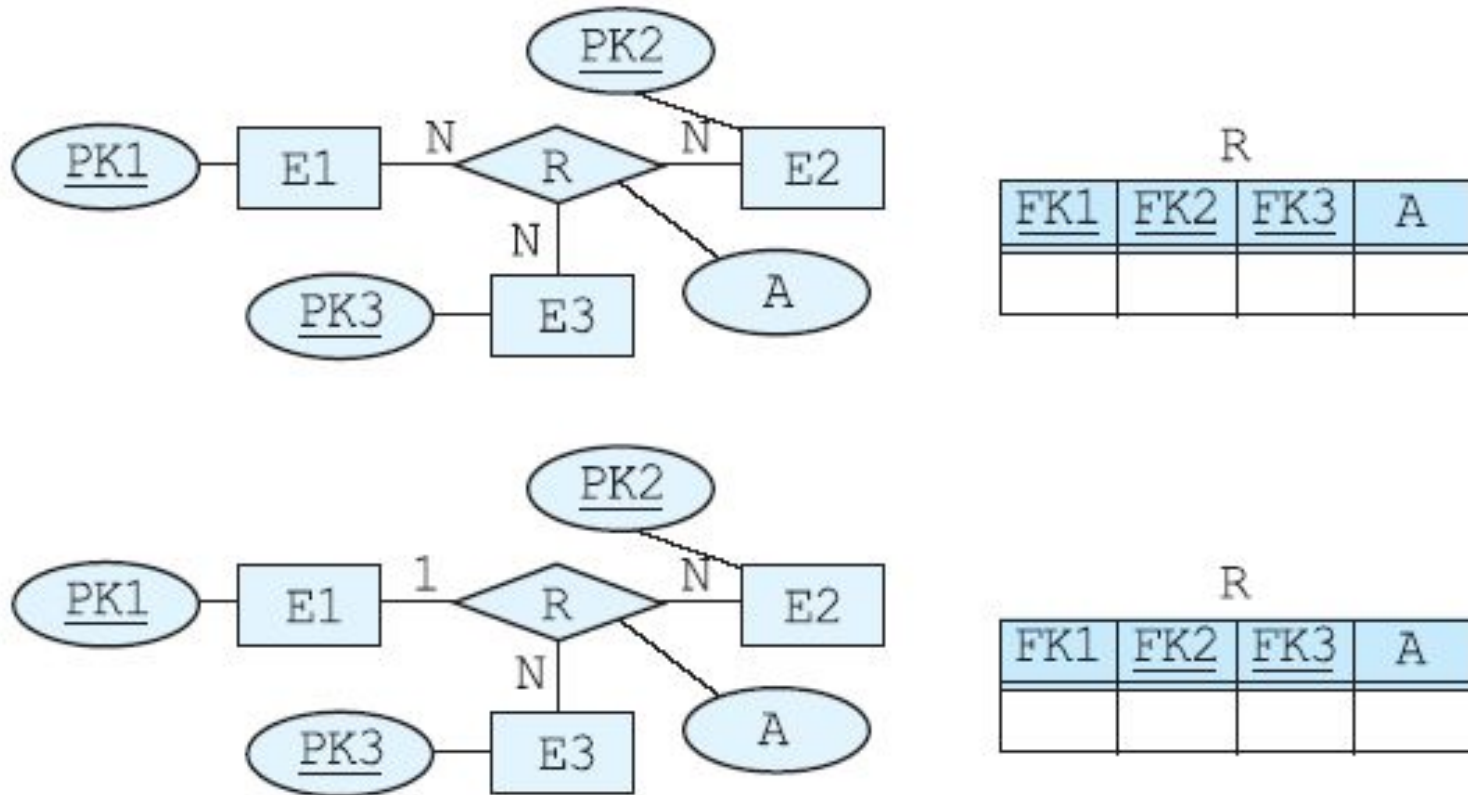 PK2
PK1 E1 N R N E2
N
PK3 E3 A
R
FK1 FK2 FK3 A
PK2
PK1 E1 1 R N E2
N
PK3 E3 A
R
FK1 FK2 FK3 A